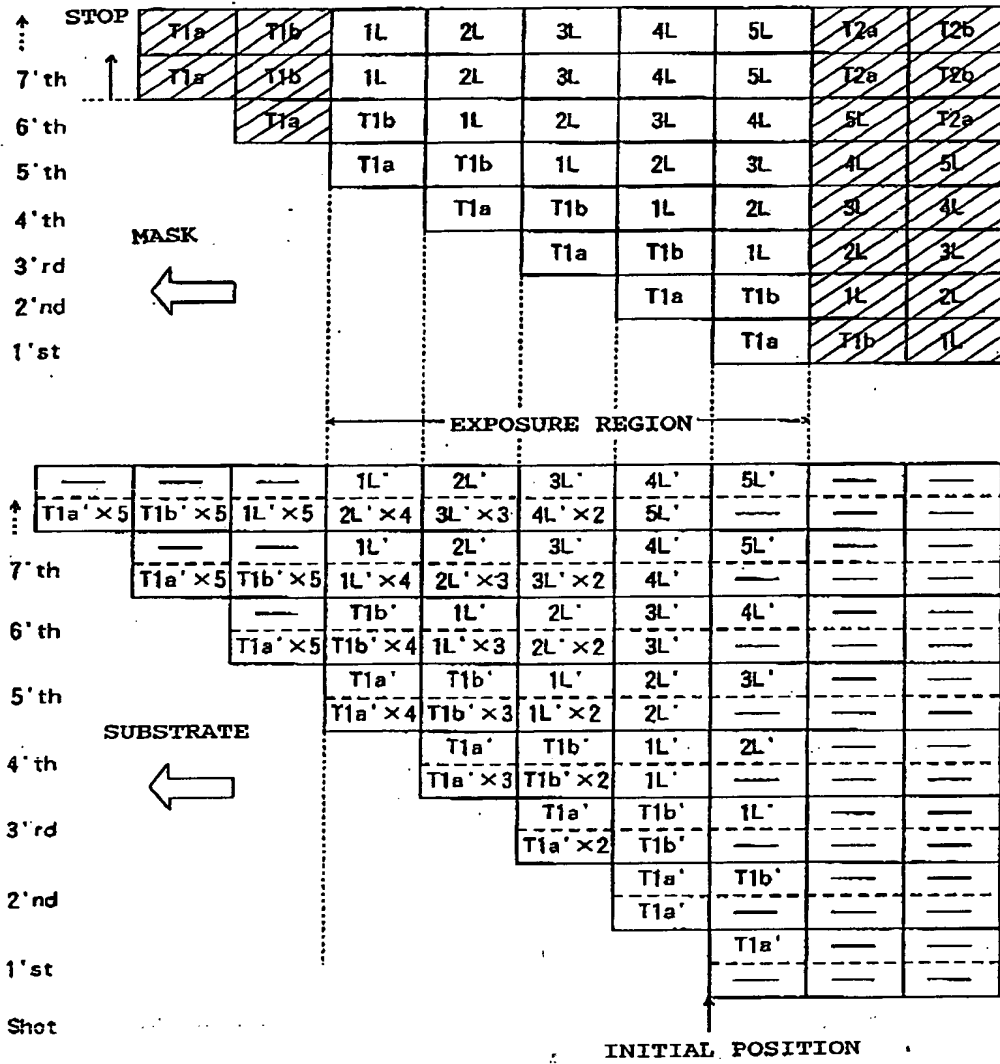 STOP T1a T1b 1L 2L 3L 4L 5L T2a T2b
7'th T1a T1b 1L 2L 3L 4L 5L T2a T2b
6'th T1a T1b 1L 2L 3L 4L 5L T2a
5'th T1a T1b 1L 2L 3L 4L 5L
4'th T1a T1b 1L 2L 3L 4L
MASK
3'rd T1a T1b 1L 2L 3L
2'nd T1a T1b 1L 2L
1'st T1a T1b 1L
EXPOSURE REGION
— — — 1L' 2L' 3L' 4L' 5L' — —
T1a'×5 T1b'×5 1L'×5 2L'×4 3L'×3 4L'×2 5L' — — —
— — 1L' 2L' 3L' 4L' 5L' — —
7'th
T1a'×5 T1b'×5 1L'×4 2L'×3 3L'×2 4L' — — —
— T1b' 1L' 2L' 3L' 4L' — —
6'th
T1a'×5 T1b'×4 1L'×3 2L'×2 3L' — — —
T1a' T1b' 1L' 2L' 3L' — —
5'th
T1a'×4 T1b'×3 1L'×2 2L' — — —
SUBSTRATE
T1a' T1b' 1L' 2L' — —
4'th
T1a'×3 T1b'×2 1L' — — —
T1a' T1b' 1L' — —
3'rd
T1a'×2 T1b' — — —
T1a' T1b' — —
2'nd
T1a' — — —
T1a' — —
1'st
— — —
Shot
INITIAL POSITION